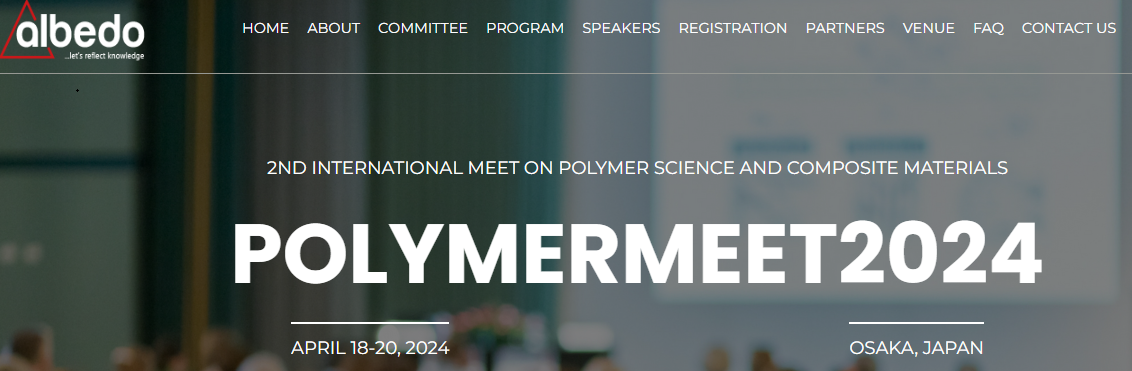 albedo
...let's reflect knowledge
HOME ABOUT COMMITTEE PROGRAM SPEAKERS REGISTRATION PARTNERS VENUE FAQ CONTACT US
2ND INTERNATIONAL MEET ON POLYMER SCIENCE AND COMPOSITE MATERIALS
POLYMERMEET2024
APRIL 18-20, 2024
OSAKA, JAPAN